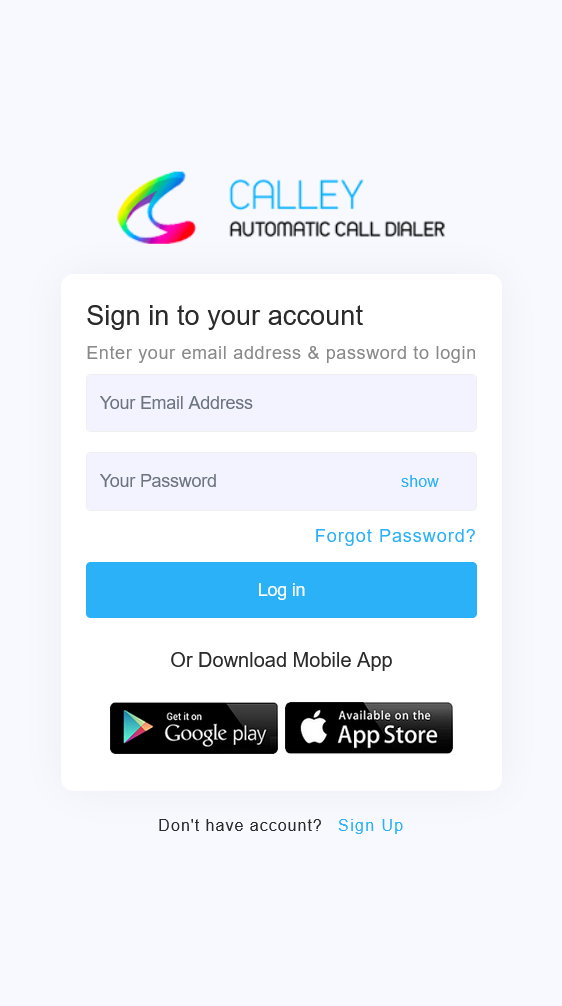 CALLEY
AUTOMATIC CALL DIALER
Sign in to your account
Enter your email address & password to login
Your Email Address
Your Password show
Forgot Password?
Log in
Or Download Mobile App
Get it on
Google play
Available on the
App Store
Don't have account? Sign Up